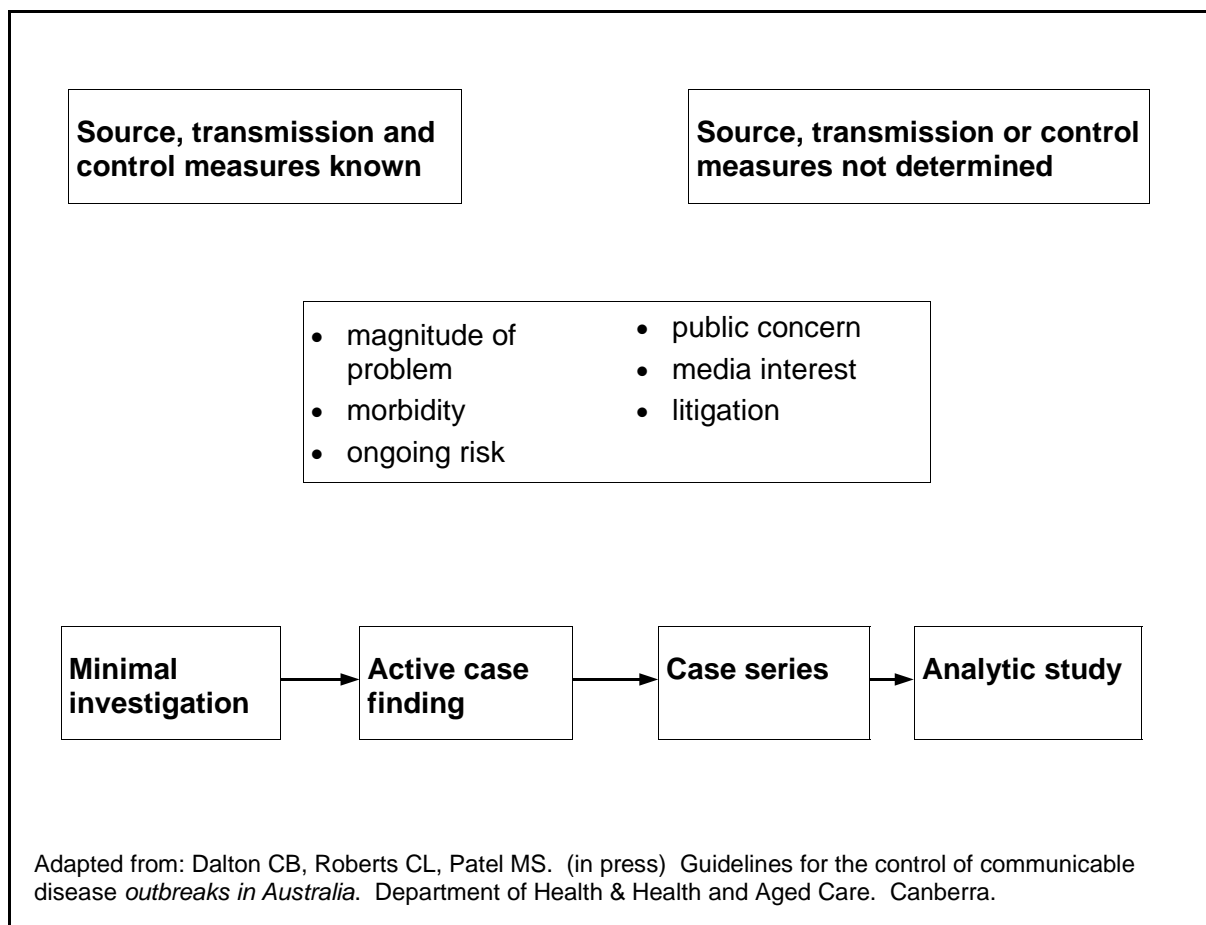 Source, transmission and
control measures known
Source, transmission or control
measures not determined
• magnitude of
problem
• morbidity
• ongoing risk
• public concern
• media interest
• litigation
Minimal
investigation
Active case
finding
Case series
Analytic study
Adapted from: Dalton CB, Roberts CL, Patel MS. (in press) Guidelines for the control of communicable
disease outbreaks in Australia. Department of Health & Health and Aged Care. Canberra.